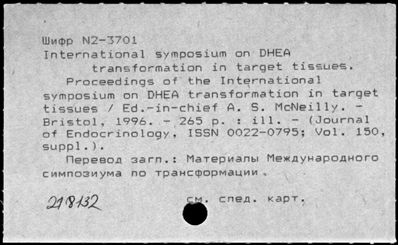 Шифр N2-3701
International symposium on DHEA
transformation in target tissues.
Proceedings of the International
symposium on DHEA transformation in target
tissues / Ed.-in-chief A. S. McNeilly. -
Bristol, 1996. - 265 p. : ill. - (Journal
of Endocrinology, ISSN 0022-0795; Vol. 150,
suppl.).
Перевод загл.: Материалы Международного
симпозиума по трансформации.
218132
см. след. карт.